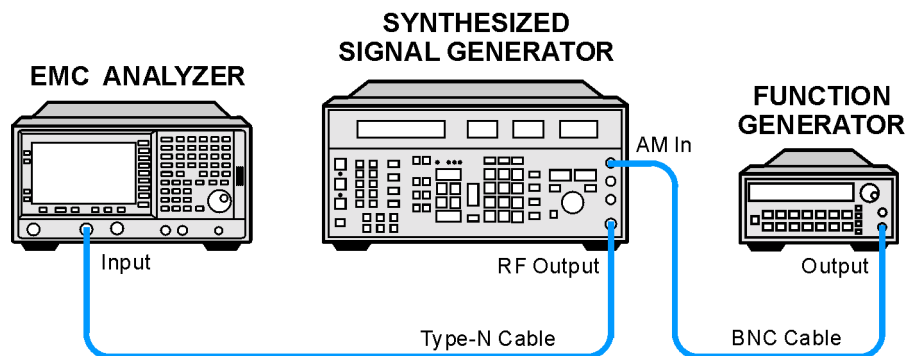 SYNTHESIZED
SIGNAL GENERATOR
EMC ANALYZER
FUNCTION
GENERATOR
AM In
Input
RF Output
Output
Type-N Cable
BNC Cable